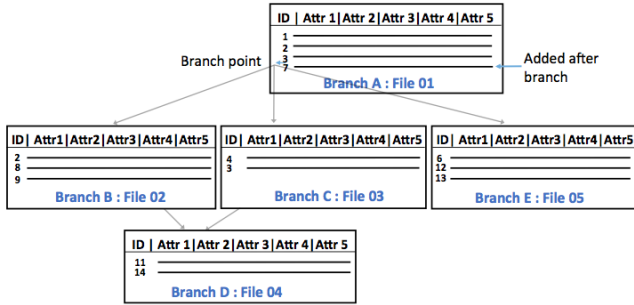 ID | Attr 1 | Attr 2 | Attr 3 | Attr 4 | Attr 5
1
2
3
7
Branch A : File 01
Branch point
Added after
branch
ID| Attr1|Attr2|Attr3|Attr4|Attr5
2
8
9
Branch B : File 02
ID| Attr1|Attr2|Attr3|Attr4|Attr5
4
3
Branch C : File 03
ID| Attr1|Attr2|Attr3|Attr4|Attr5
6
12
13
Branch E : File 05
ID | Attr 1| Attr 2| Attr 3| Attr 4| Attr 5
11
14
Branch D : File 04